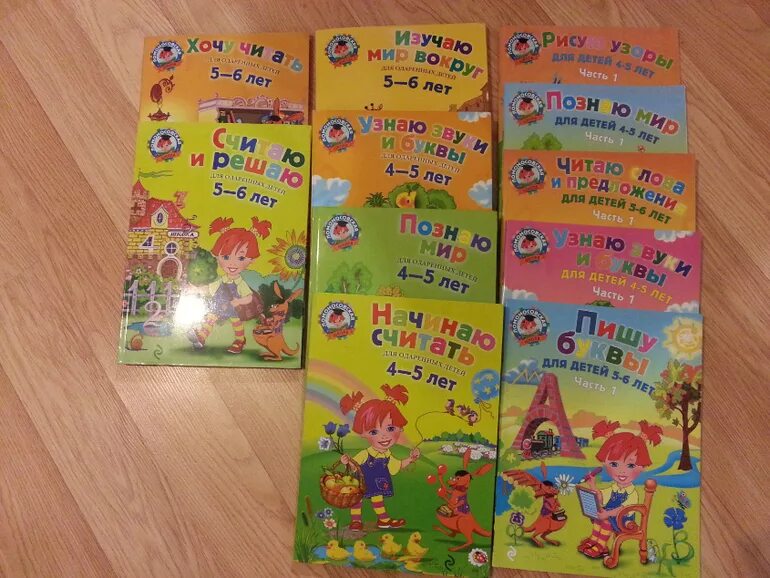 Хочу читать
ДЛЯ ОДАРЕННЫХ ДЕТЕЙ
5–6 лет
Считаю
и решаю
ДЛЯ ОДАРЕННЫХ ДЕТЕЙ
5–6 лет
ШКОЛА
4
Изучаю
мир вокруг
ДЛЯ ОДАРЕННЫХ ДЕТЕЙ
5–6 лет
Узнаю звуки
и буквы
ДЛЯ ОДАРЕННЫХ ДЕТЕЙ
4–5 лет
Познаю
мир
ДЛЯ ОДАРЕННЫХ ДЕТЕЙ
4–5 лет
ЛОМОНОСОВСКАЯ
Начинаю
считать
ДЛЯ ОДАРЕННЫХ ДЕТЕЙ
4–5 лет
Рисую узоры
ДЛЯ ДЕТЕЙ 4-5 ЛЕТ
Часть 1
Познаю мир
ДЛЯ ДЕТЕЙ 4-5 ЛЕТ
Часть 1
Читаю слова
и предложения
ДЛЯ ДЕТЕЙ 5-6 ЛЕТ
Часть 1
Узнаю звуки
и буквы
ДЛЯ ДЕТЕЙ 4-5 ЛЕТ
Часть 1
ЛОМОНОСОВСКАЯ
Пишу
буквы
ДЛЯ ДЕТЕЙ 5-6 ЛЕТ
Часть 1
А
Б В